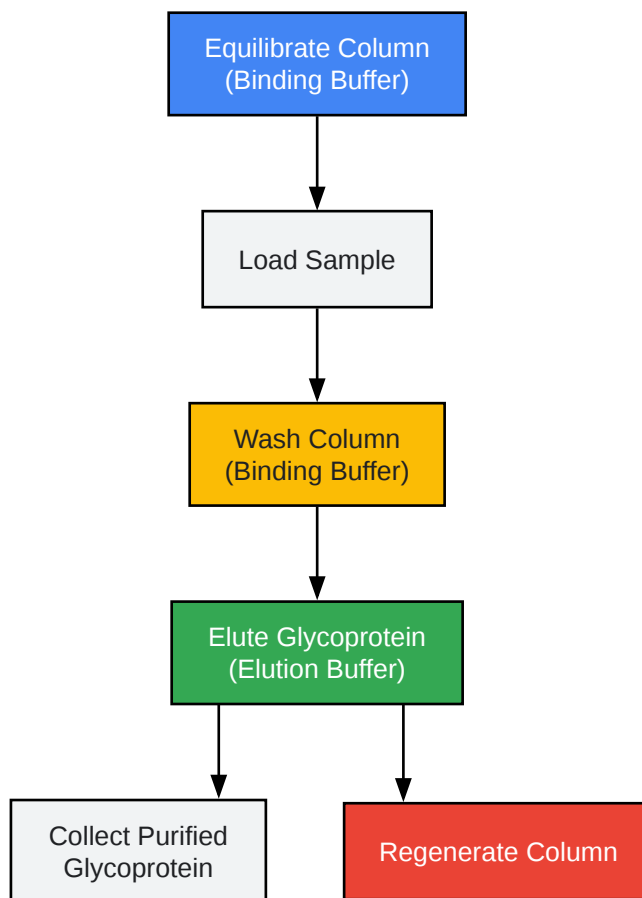 Equilibrate Column
(Binding Buffer)
Load Sample
Wash Column
(Binding Buffer)
Elute Glycoprotein
(Elution Buffer)
Collect Purified
Glycoprotein
Regenerate Column